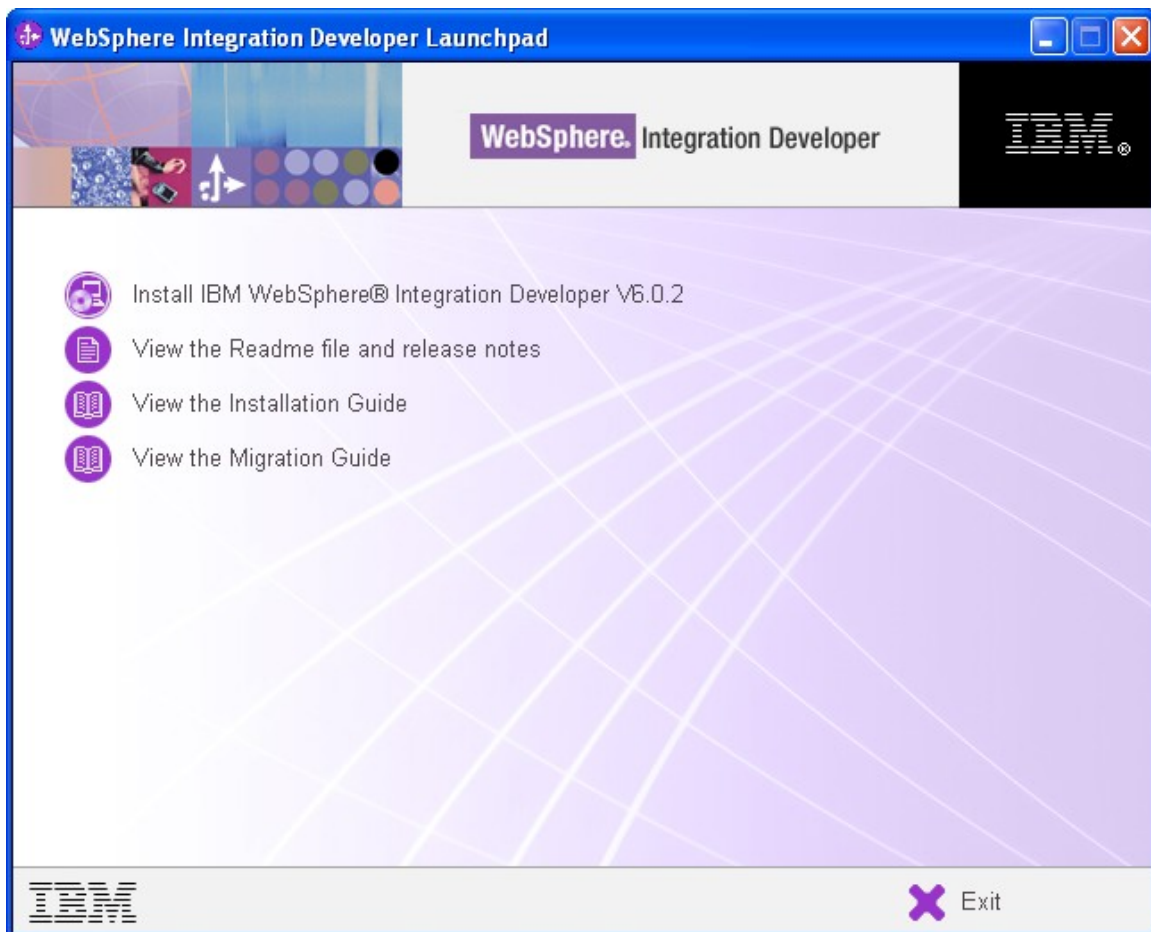 WebSphere Integration Developer Launchpad
WebSphere. Integration Developer
IBM®
Install IBM WebSphere® Integration Developer V6.0.2
View the Readme file and release notes
View the Installation Guide
View the Migration Guide
IBM
Exit